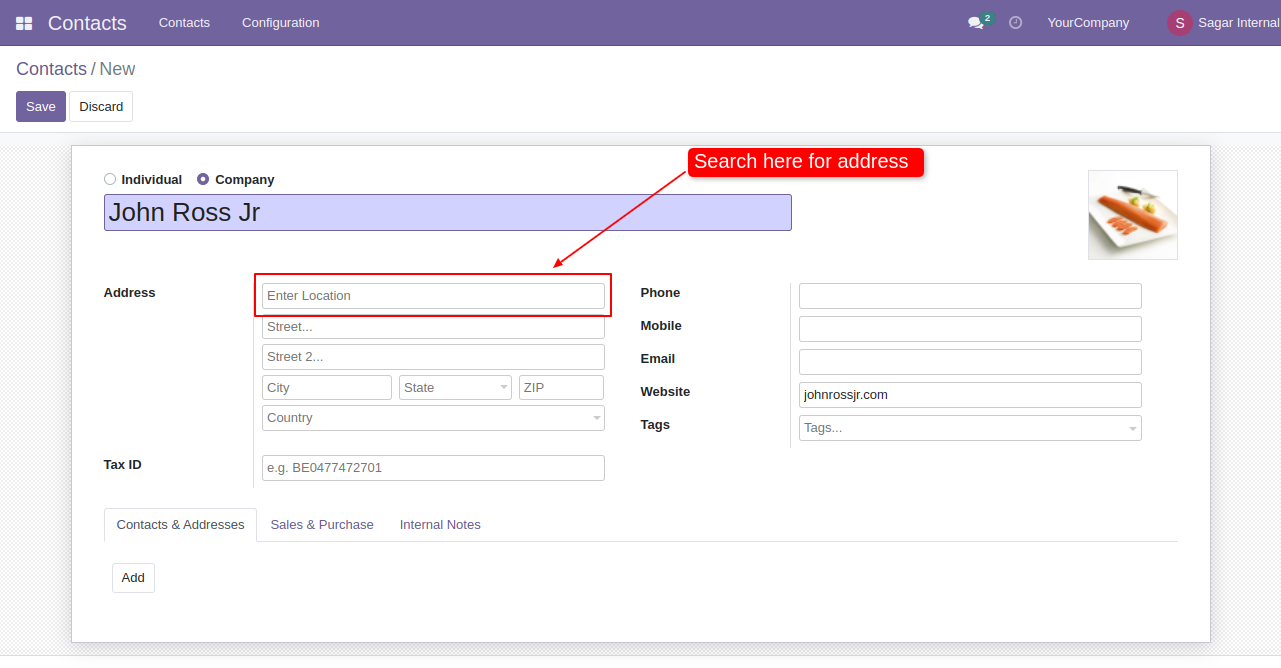 Contacts Contacts Configuration 2 YourCompany S Sagar Internal
Contacts / New
Save Discard
Search here for address
Individual Company
John Ross Jr
Address Enter Location
Street...
Street 2...
City State ZIP
Country
Tax ID e.g. BE0477472701
Phone
Mobile
Email
Website johnrossjr.com
Tags Tags...
Contacts & Addresses Sales & Purchase Internal Notes
Add